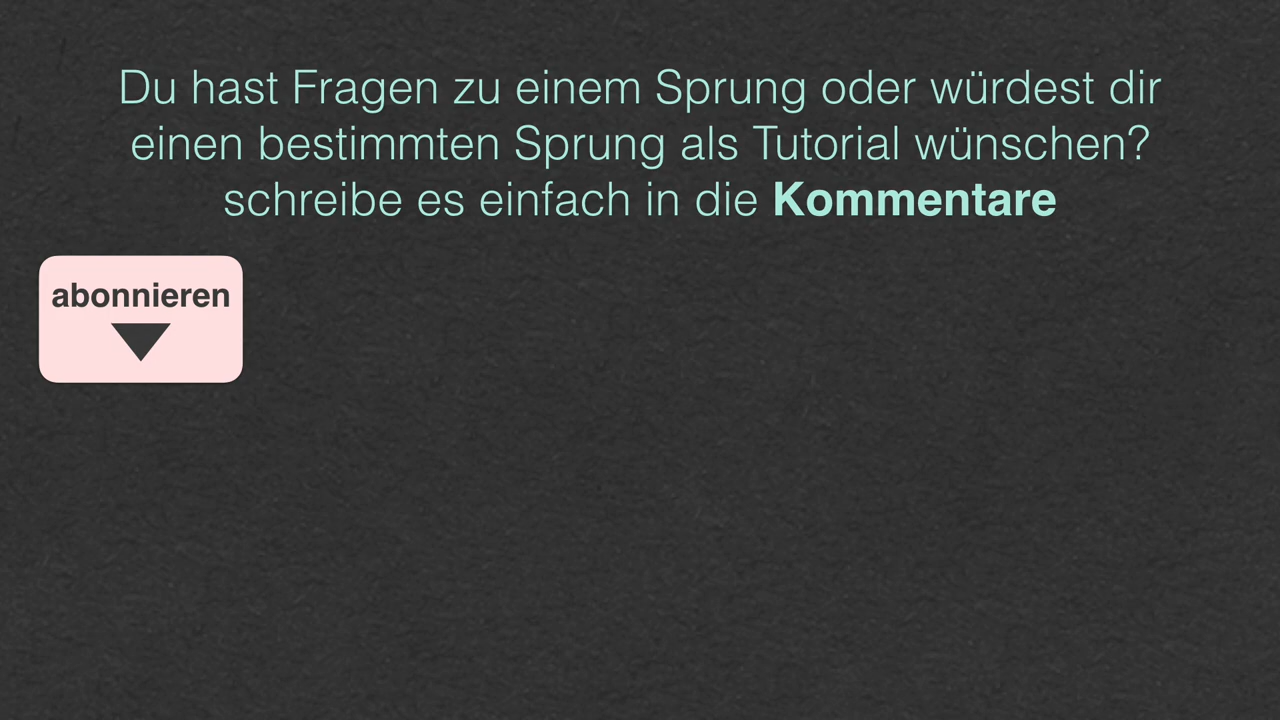 Du hast Fragen zu einem Sprung oder würdest dir
einen bestimmten Sprung als Tutorial wünschen?
schreibe es einfach in die Kommentare
abonnieren